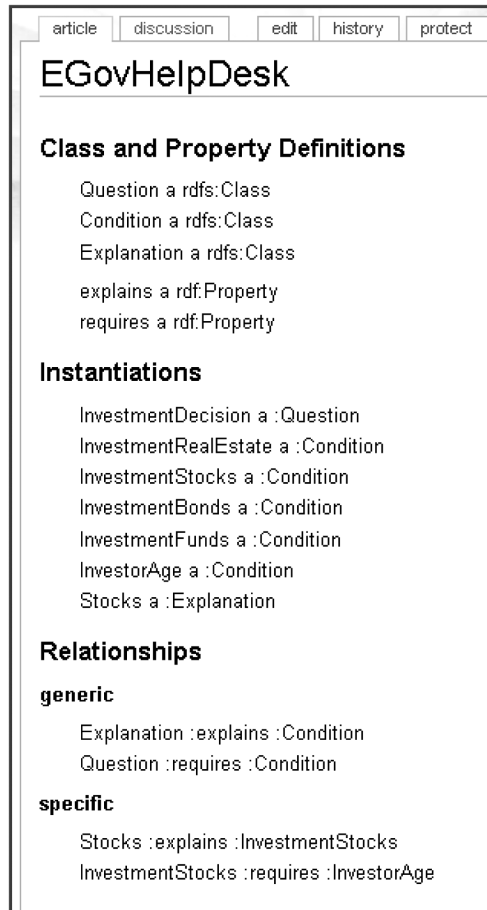 article discussion edit history protect
EGovHelpDesk
Class and Property Definitions
Question a rdfs:Class
Condition a rdfs:Class
Explanation a rdfs:Class
explains a rdf:Property
requires a rdf:Property
Instantiations
InvestmentDecision a :Question
InvestmentRealEstate a :Condition
InvestmentStocks a :Condition
InvestmentBonds a :Condition
InvestmentFunds a :Condition
InvestorAge a :Condition
Stocks a :Explanation
Relationships
generic
Explanation :explains :Condition
Question :requires :Condition
specific
Stocks :explains :InvestmentStocks
InvestmentStocks :requires :InvestorAge